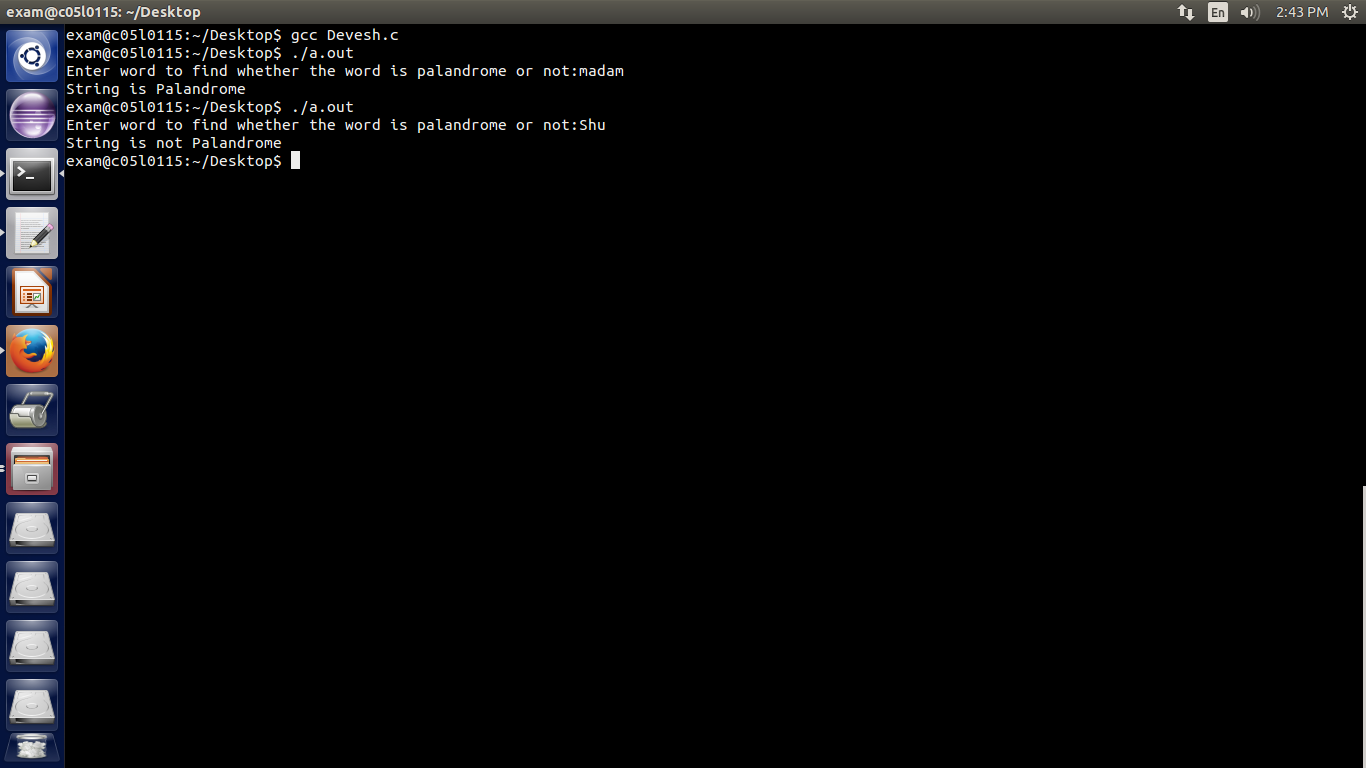 exam@c05l0115: ~/Desktop
En
2:43 PM
exam@c05l0115:~/Desktop$ gcc Devesh.c
exam@c05l0115:~/Desktop$ ./a.out
Enter word to find whether the word is palandrome or not:madam
String is Palandrome
exam@c05l0115:~/Desktop$ ./a.out
Enter word to find whether the word is palandrome or not:Shu
String is not Palandrome
exam@c05l0115:~/Desktop$